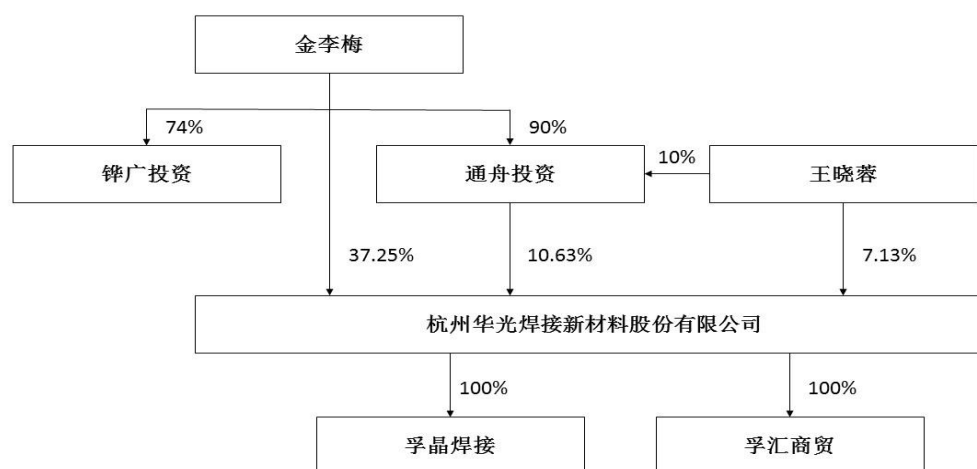 金李梅
74%
90%
铧广投资
通舟投资
10%
王晓蓉
37.25%
10.63%
7.13%
杭州华光焊接新材料股份有限公司
100%
100%
孚晶焊接
孚汇商贸